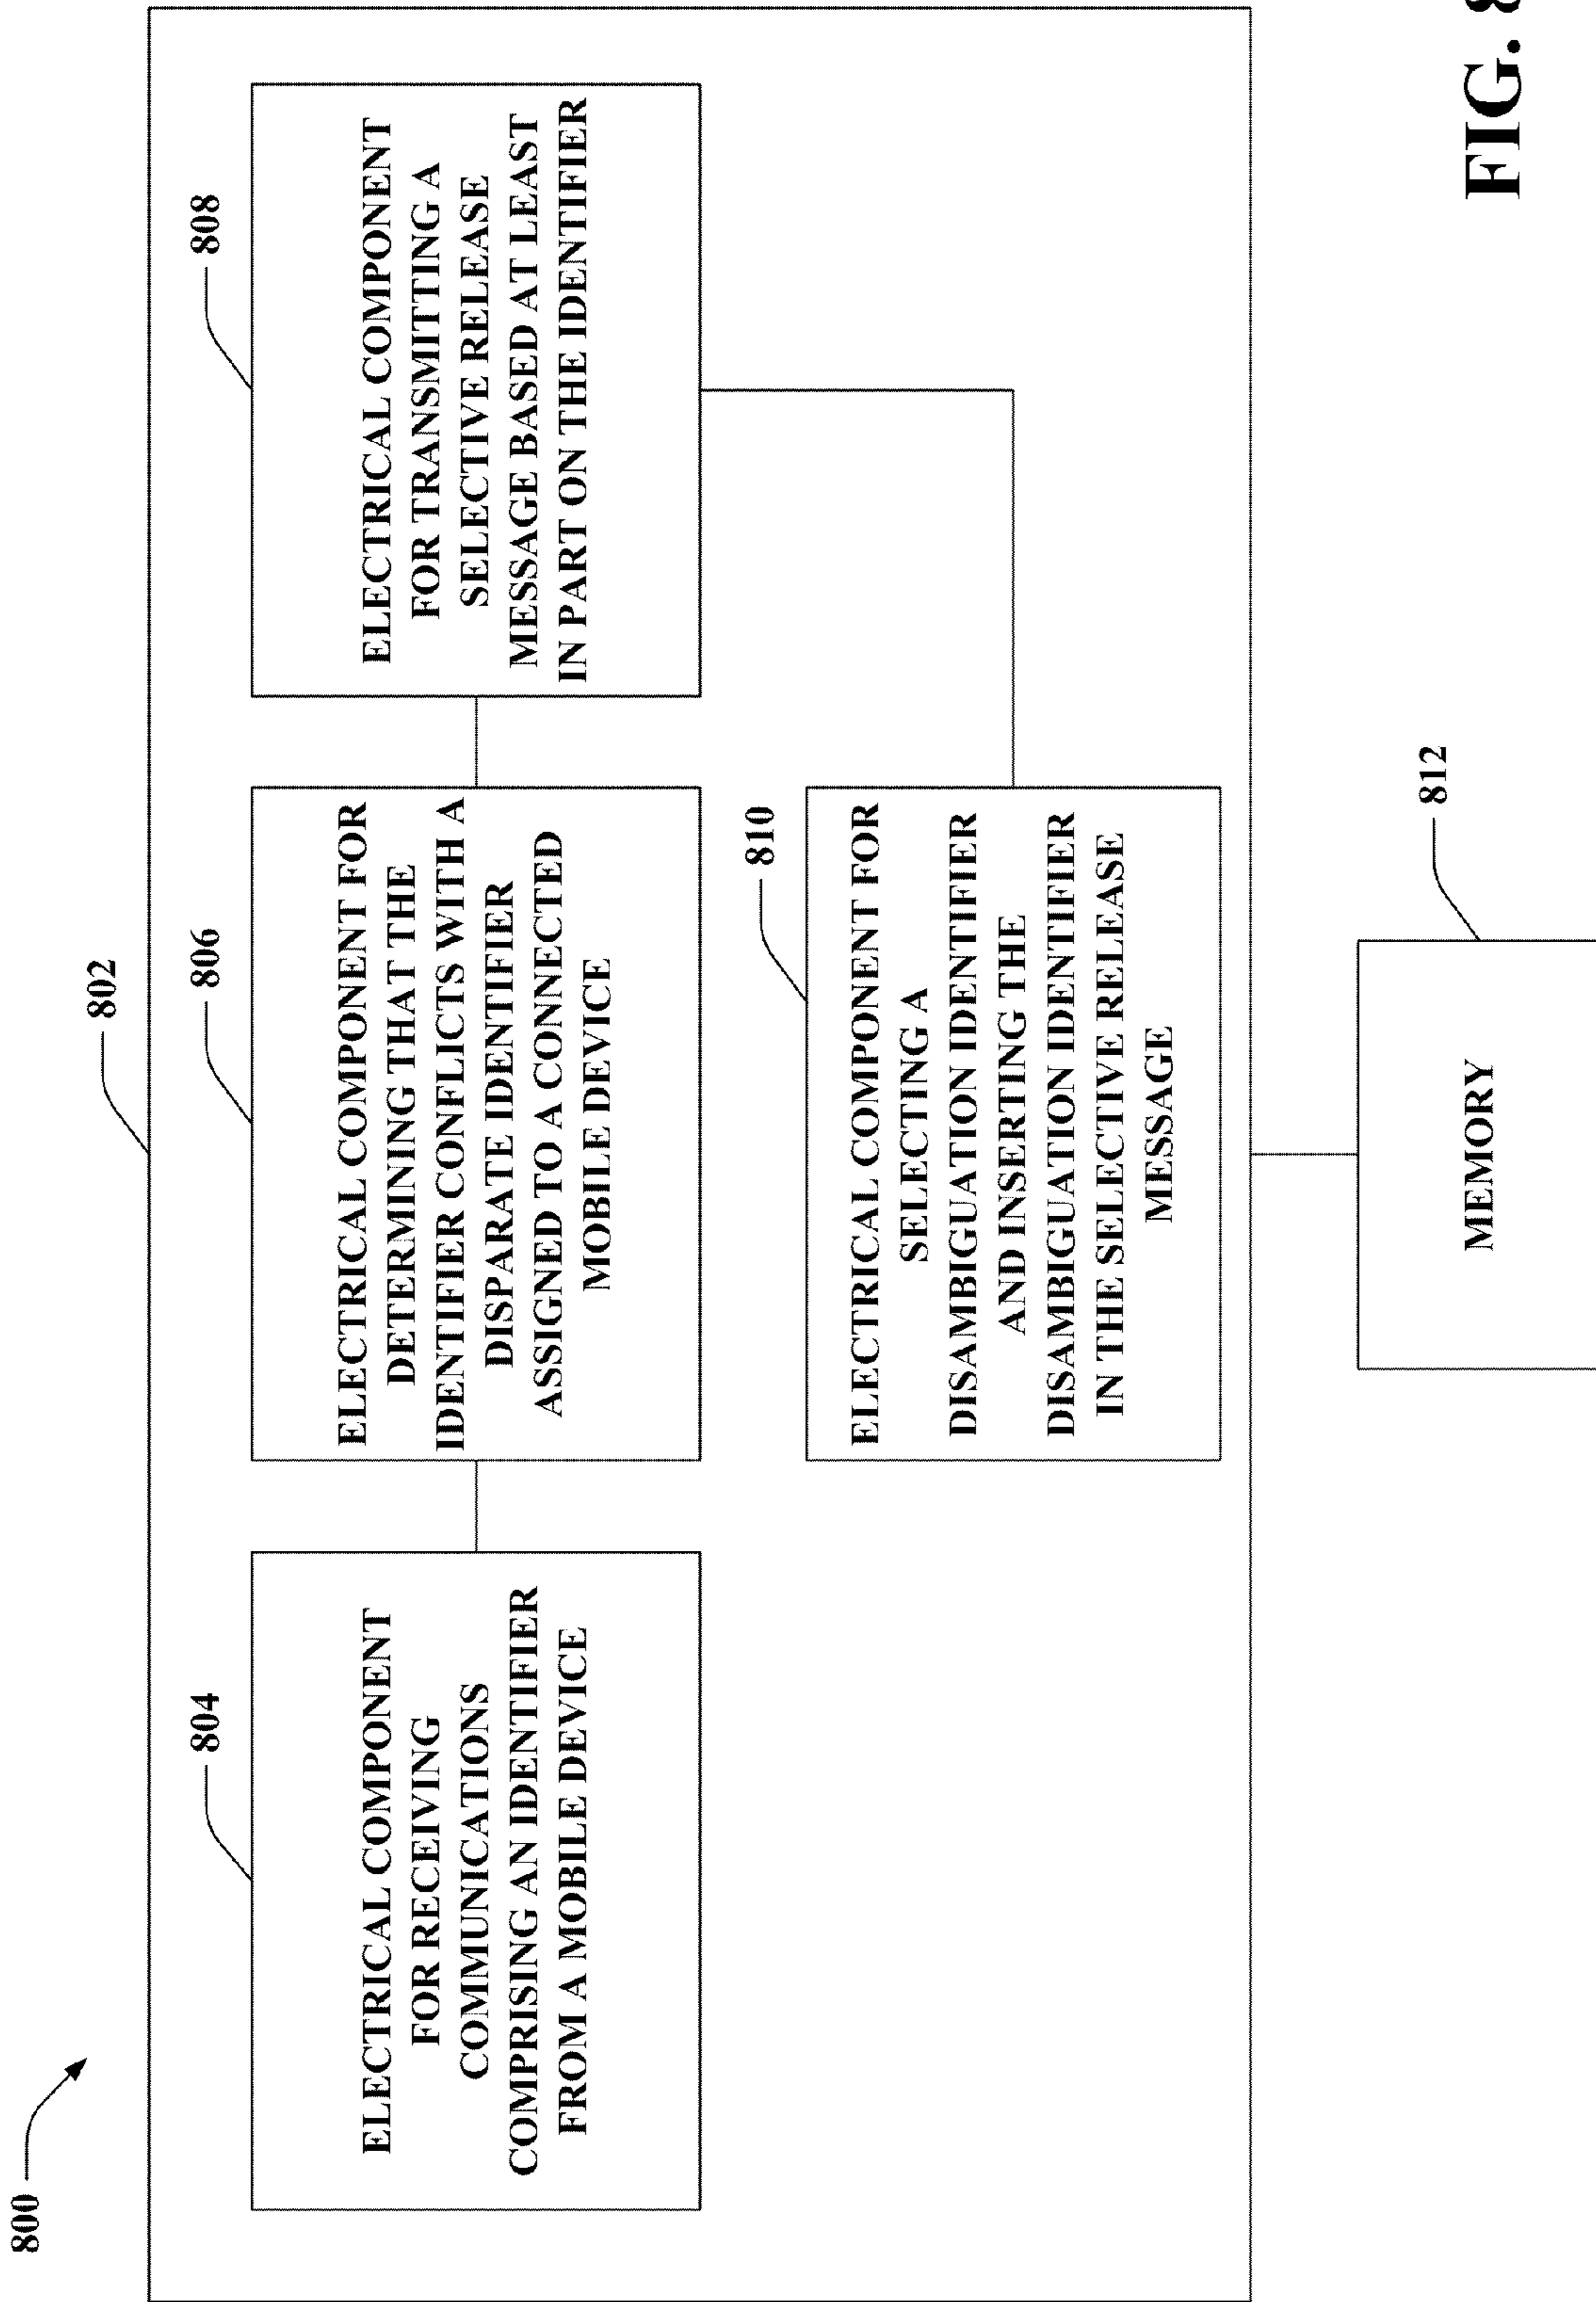 800
802
804
ELECTRICAL COMPONENT
FOR RECEIVING
COMMUNICATIONS
COMPRISING AN IDENTIFIER
FROM A MOBILE DEVICE
806
ELECTRICAL COMPONENT FOR
DETERMINING THAT THE
IDENTIFIER CONFLICTS WITH A
DISPARATE IDENTIFIER
ASSIGNED TO A CONNECTED
MOBILE DEVICE
808
ELECTRICAL COMPONENT
FOR TRANSMITTING A
SELECTIVE RELEASE
MESSAGE BASED AT LEAST
IN PART ON THE IDENTIFIER
810
ELECTRICAL COMPONENT FOR
SELECTING A
DISAMBIGUATION IDENTIFIER
AND INSERTING THE
DISAMBIGUATION IDENTIFIER
IN THE SELECTIVE RELEASE
MESSAGE
812
MEMORY
FIG. 8